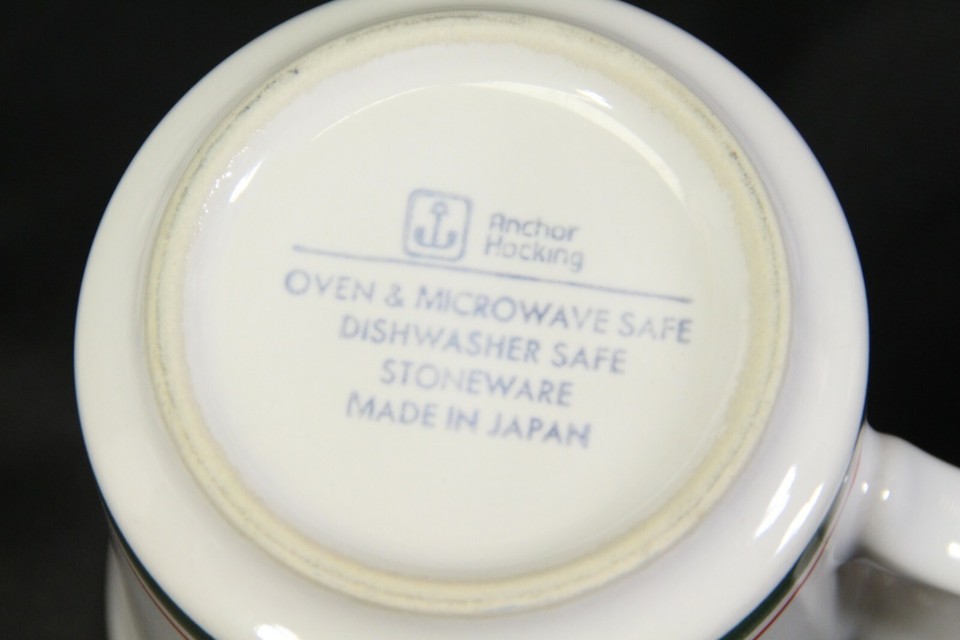 Anchor
Hocking
OVEN & MICROWAVE SAFE
DISHWASHER SAFE
STONEWARE
MADE IN JAPAN